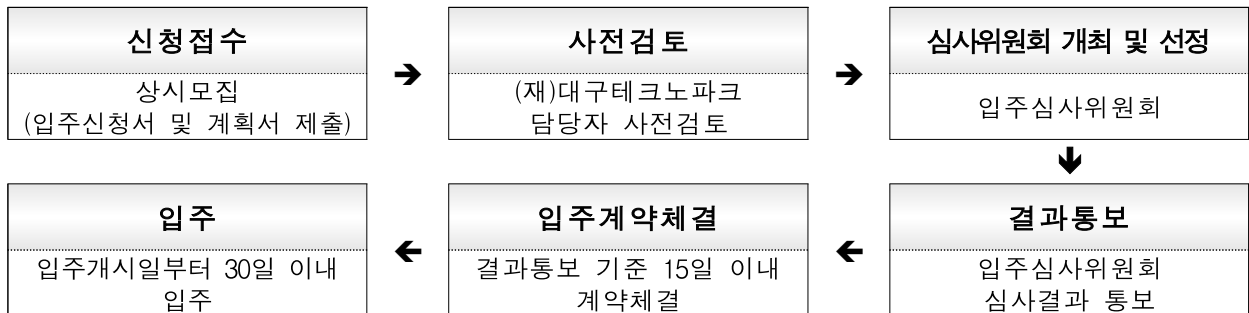 신청접수
상시모집
(입주신청서 및 계획서 제출)
➔
사전검토
(재)대구테크노파크
담당자 사전검토
➔
심사위원회 개최 및 선정
입주심사위원회
🡻
결과통보
입주심사위원회
심사결과 통보
🡸
입주계약체결
결과통보 기준 15일 이내
계약체결
🡸
입주
입주개시일부터 30일 이내
입주